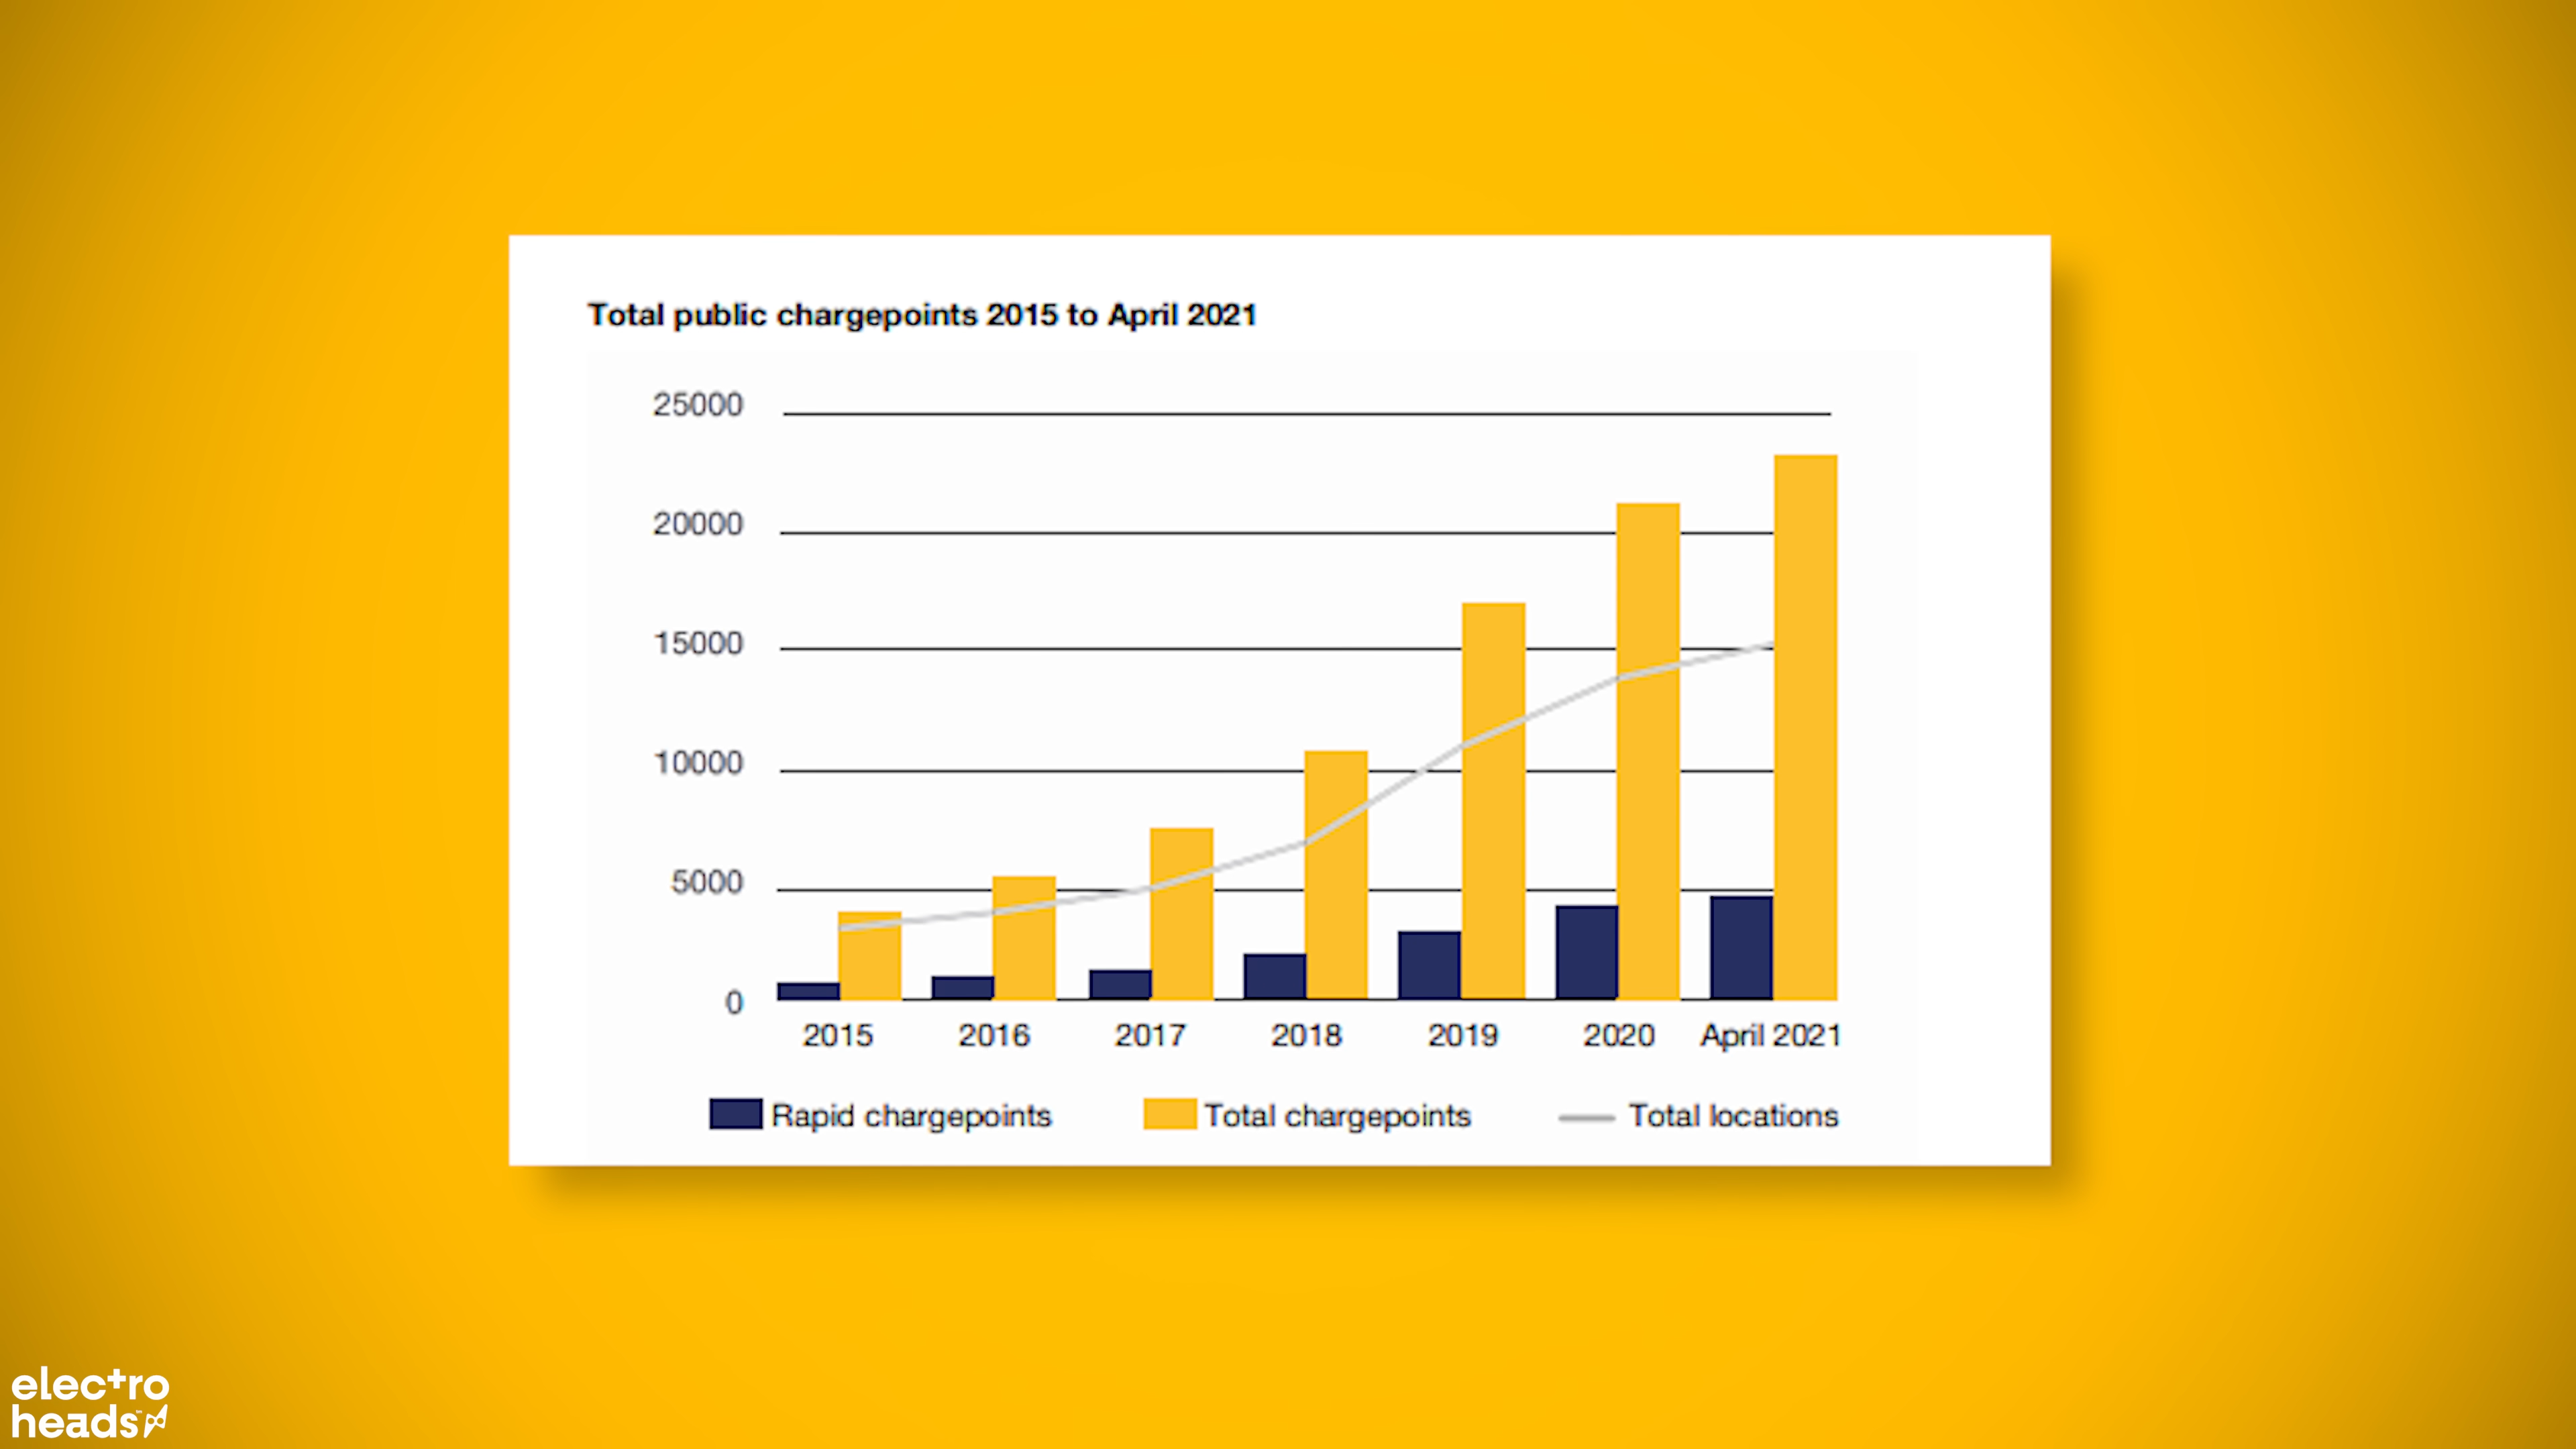 Total public chargepoints 2015 to April 2021
25000
20000
15000
10000
5000
0
2015 2016 2017 2018 2019 2020 April 2021
Rapid chargepoints Total chargepoints Total locations
electro
heads